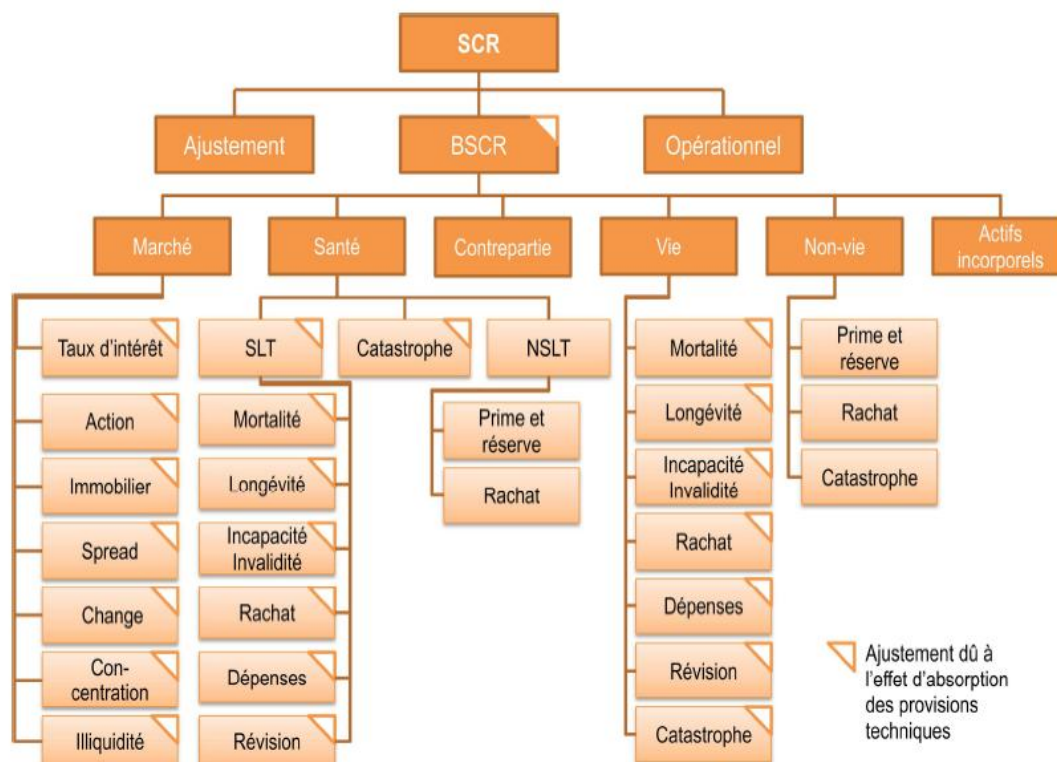 SCR
Ajustement
BSCR
Opérationnel
Marché
Santé
Contrepartie
Vie
Non-vie
Actifs
incorporels
Taux d'intérêt
Action
Immobilier
Spread
Change
Con-
centration
Illiquidité
SLT
Mortalité
Longévité
Incapacité
Invalidité
Rachat
Dépenses
Révision
Catastrophe
NSLT
Prime et
réserve
Rachat
Mortalité
Longévité
Incapacité
Invalidité
Rachat
Dépenses
Révision
Catastrophe
Prime et
réserve
Rachat
Catastrophe
Ajustement dû à
l'effet d'absorption
des provisions
techniques